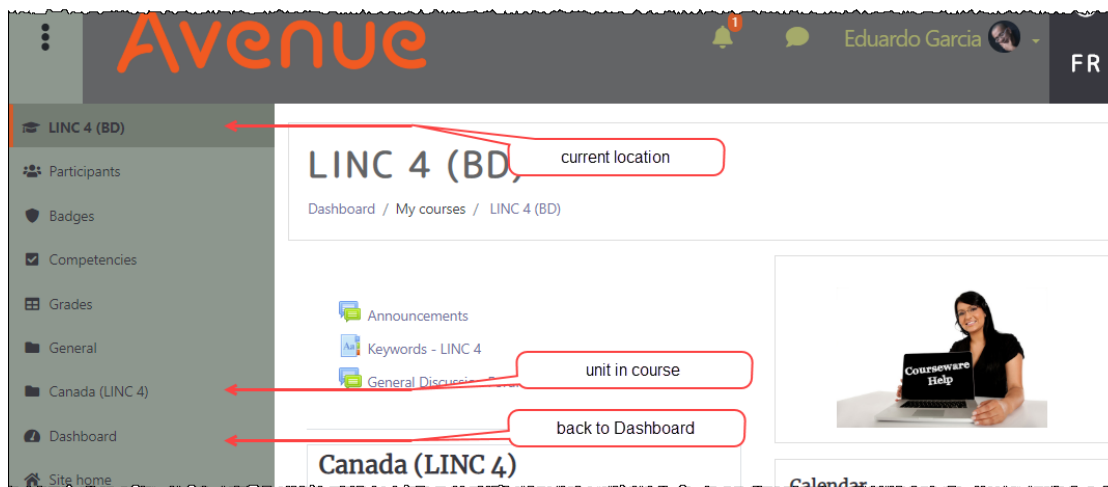 Avenue
1
Eduardo Garcia
FR
LINC 4 (BD)
Participants
Badges
Competencies
Grades
General
Canada (LINC 4)
Dashboard
Site home
current location
LINC 4 (BD)
Dashboard / My courses / LINC 4 (BD)
Announcements
Keywords - LINC 4
General Discussion
unit in course
back to Dashboard
Canada (LINC 4)
Courseware
Help
Calendar